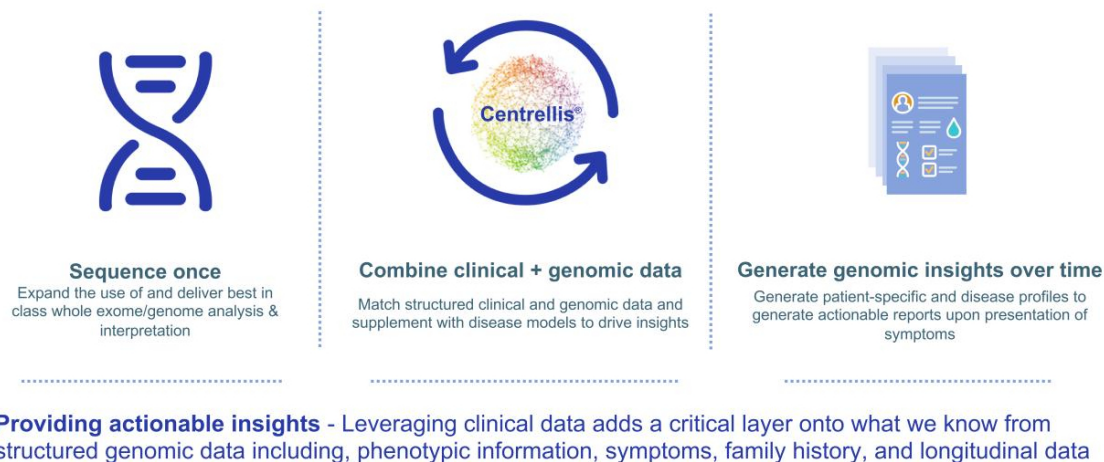 Centrellis®
Sequence once
Expand the use of and deliver best in
class whole exome/genome analysis &
interpretation
Combine clinical + genomic data
Match structured clinical and genomic data and
supplement with disease models to drive insights
Generate genomic insights over time
Generate patient-specific and disease profiles to
generate actionable reports upon presentation of
symptoms
Providing actionable insights - Leveraging clinical data adds a critical layer onto what we know from
structured genomic data including, phenotypic information, symptoms, family history, and longitudinal data